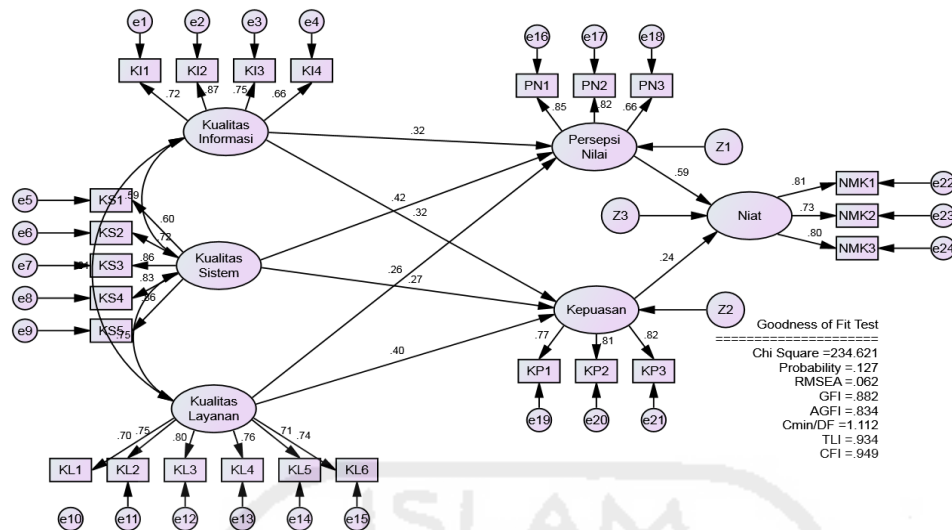 e1 e2 e3 e4
KI1 KI2 KI3 KI4
.72 .87 .75 .66
Kualitas
Informasi
e16 e17 e18
PN1 PN2 PN3
.85 .82 .66
Persepsi
Nilai
Z1
.32
.42
.32
.59
e5 KS1 .59
e6 KS2
e7 KS3
e8 KS4
e9 KS5
.60
.72
.86
.83
.75
Kualitas
Sistem
Z3
Niat
.81 NMK1 e22
.73 NMK2 e23
.80 NMK3 e24
.26
.27
.24
.40
Kepuasan
Z2
.77 .81 .82
KP1 KP2 KP3
e19 e20 e21
Kualitas
Layanan
.70 .75 .80 .76 .71 .74
KL1 KL2 KL3 KL4 KL5 KL6
e10 e11 e12 e13 e14 e15
Goodness of Fit Test
=====================
Chi Square =234.621
Probability =.127
RMSEA =.062
GFI =.882
AGFI =.834
Cmin/DF =1.112
TLI =.934
CFI =.949
ISLAM